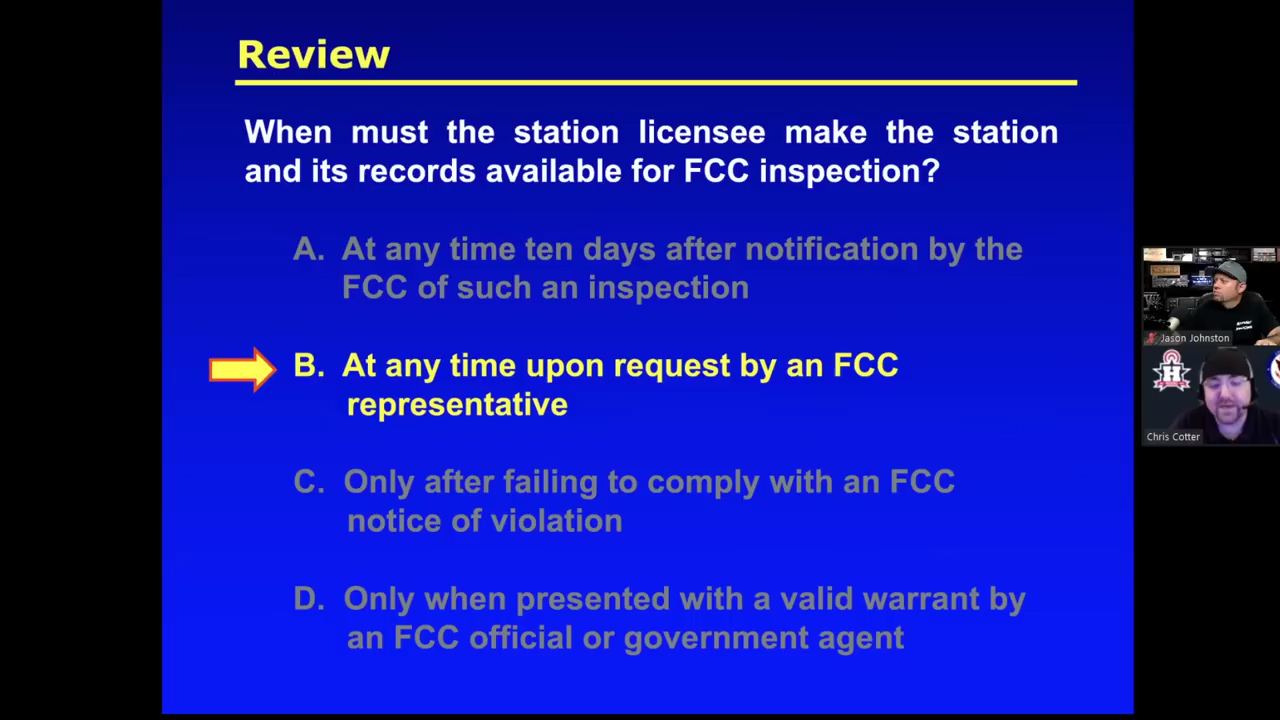 Review
When must the station licensee make the station
and its records available for FCC inspection?
A. At any time ten days after notification by the
FCC of such an inspection
B. At any time upon request by an FCC
representative
C. Only after failing to comply with an FCC
notice of violation
D. Only when presented with a valid warrant by
an FCC official or government agent
Jason Johnston
H
Chris Cotter